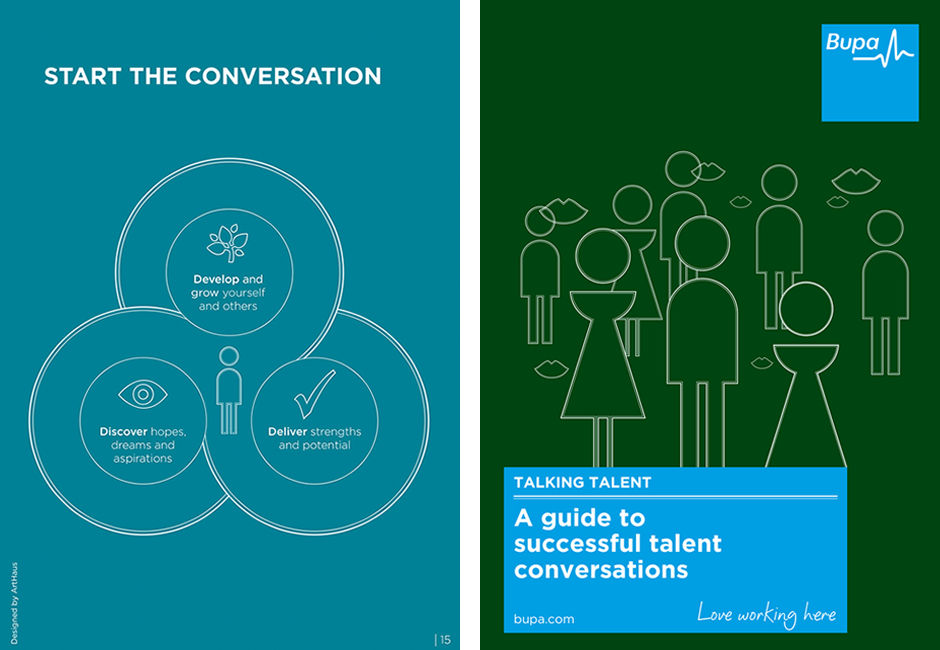 START THE CONVERSATION
Develop and
grow yourself
and others
Discover hopes,
dreams and
aspirations
Deliver strengths
and potential
Designed by ArtHaus
| 15
Bupa
TALKING TALENT
A guide to
successful talent
conversations
bupa.com
Love working here